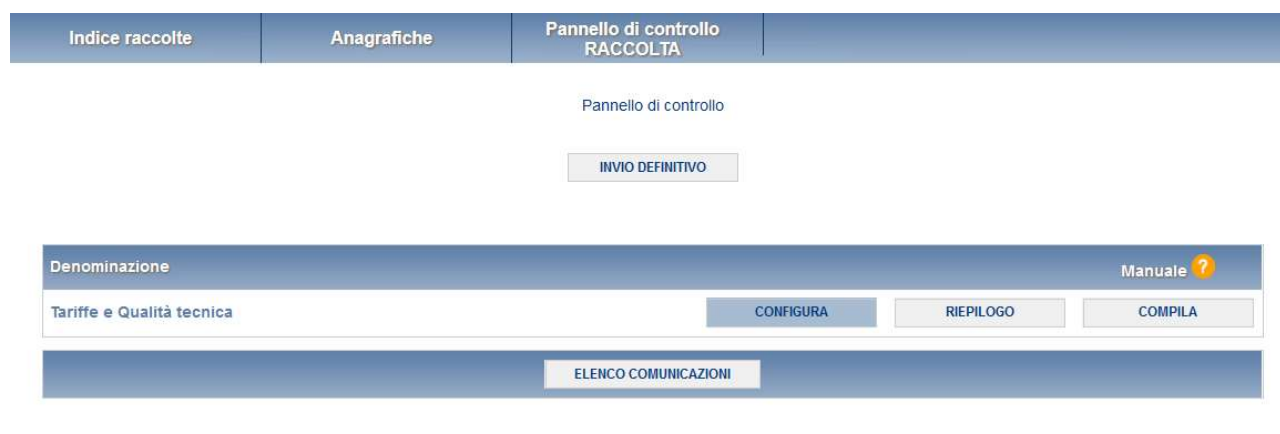 Indice raccolte
Anagrafiche
Pannello di controllo
RACCOLTA
Pannello di controllo
INVIO DEFINITIVO
Denominazione
Manuale ?
Tariffe e Qualità tecnica
CONFIGURA
RIEPILOGO
COMPILA
ELENCO COMUNICAZIONI